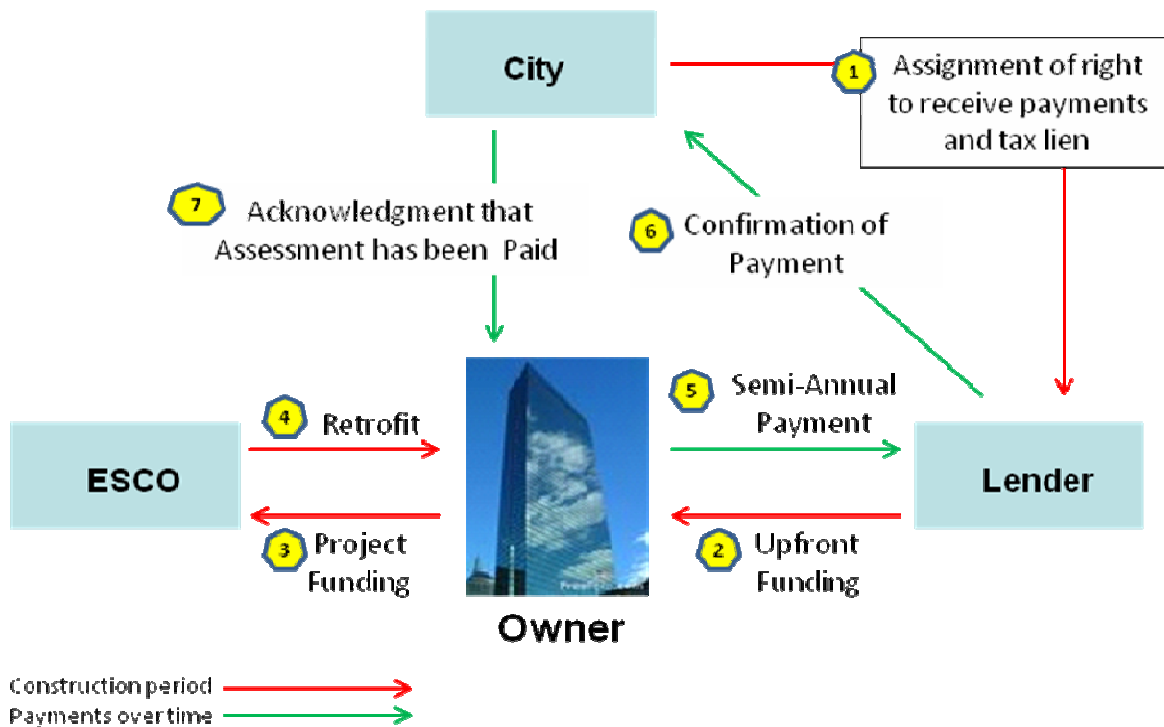 City
1
Assignment of right
to receive payments
and tax lien
7
Acknowledgment that
Assessment has been Paid
6
Confirmation of
Payment
4
Retrofit
5
Semi-Annual
Payment
ESCO
Lender
3
Project
Funding
2
Upfront
Funding
Owner
Construction period
Payments over time